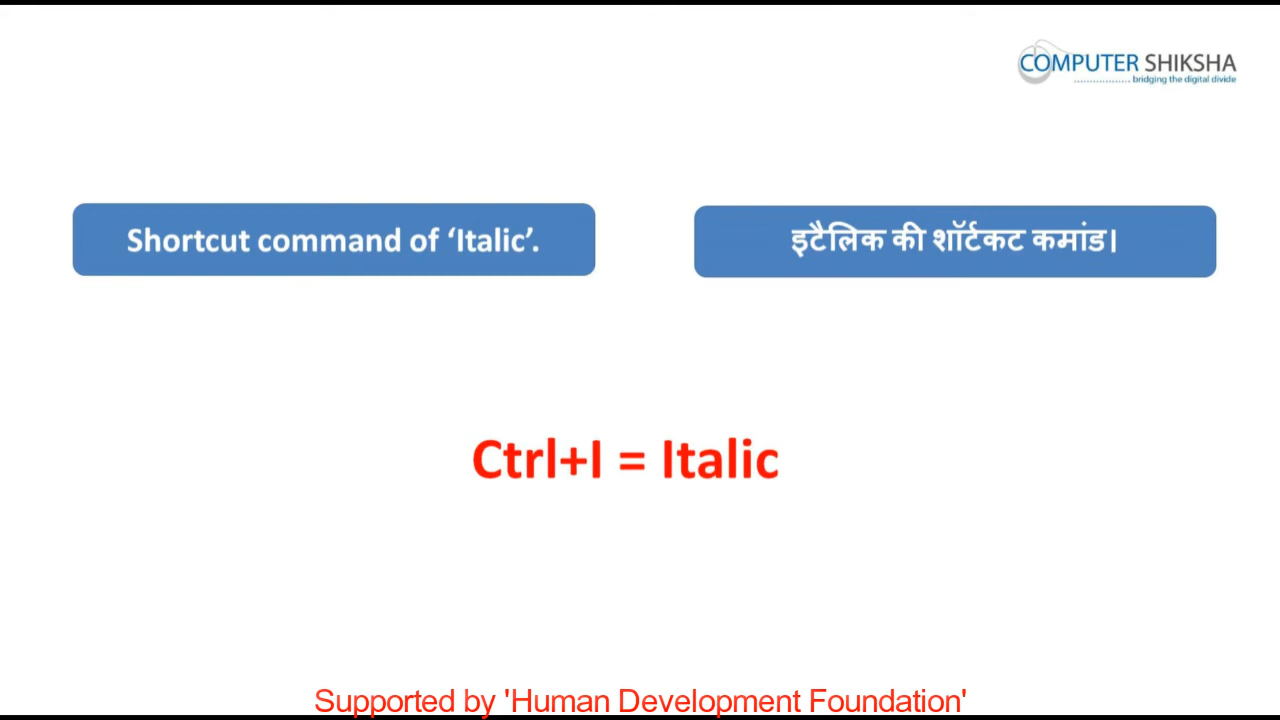 COMPUTER SHIKSHA
bridging the digital divide
Shortcut command of ‘Italic’.
इटैलिक की शॉर्टकट कमांड।
Ctrl+I = Italic
Supported by 'Human Development Foundation'